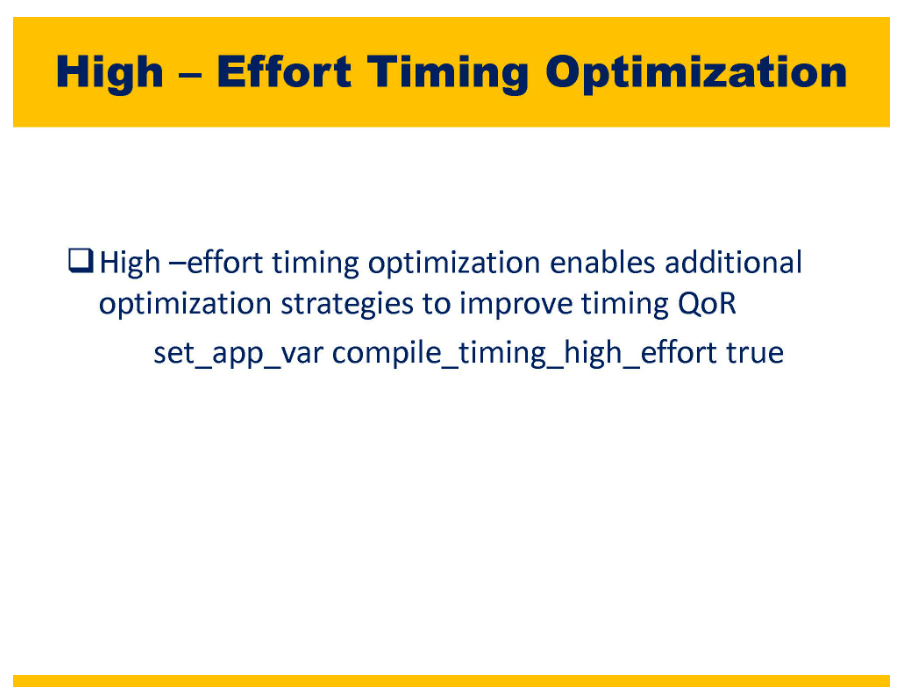 High – Effort Timing Optimization
❑High –effort timing optimization enables additional
optimization strategies to improve timing QoR
set_app_var compile_timing_high_effort true